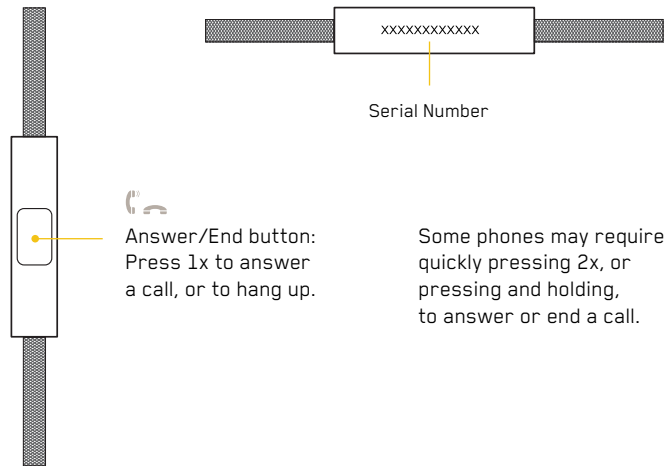 XXXXXXXXXXXX
Serial Number
Answer/End button:
Press 1x to answer
a call, or to hang up.
Some phones may require
quickly pressing 2x, or
pressing and holding,
to answer or end a call.